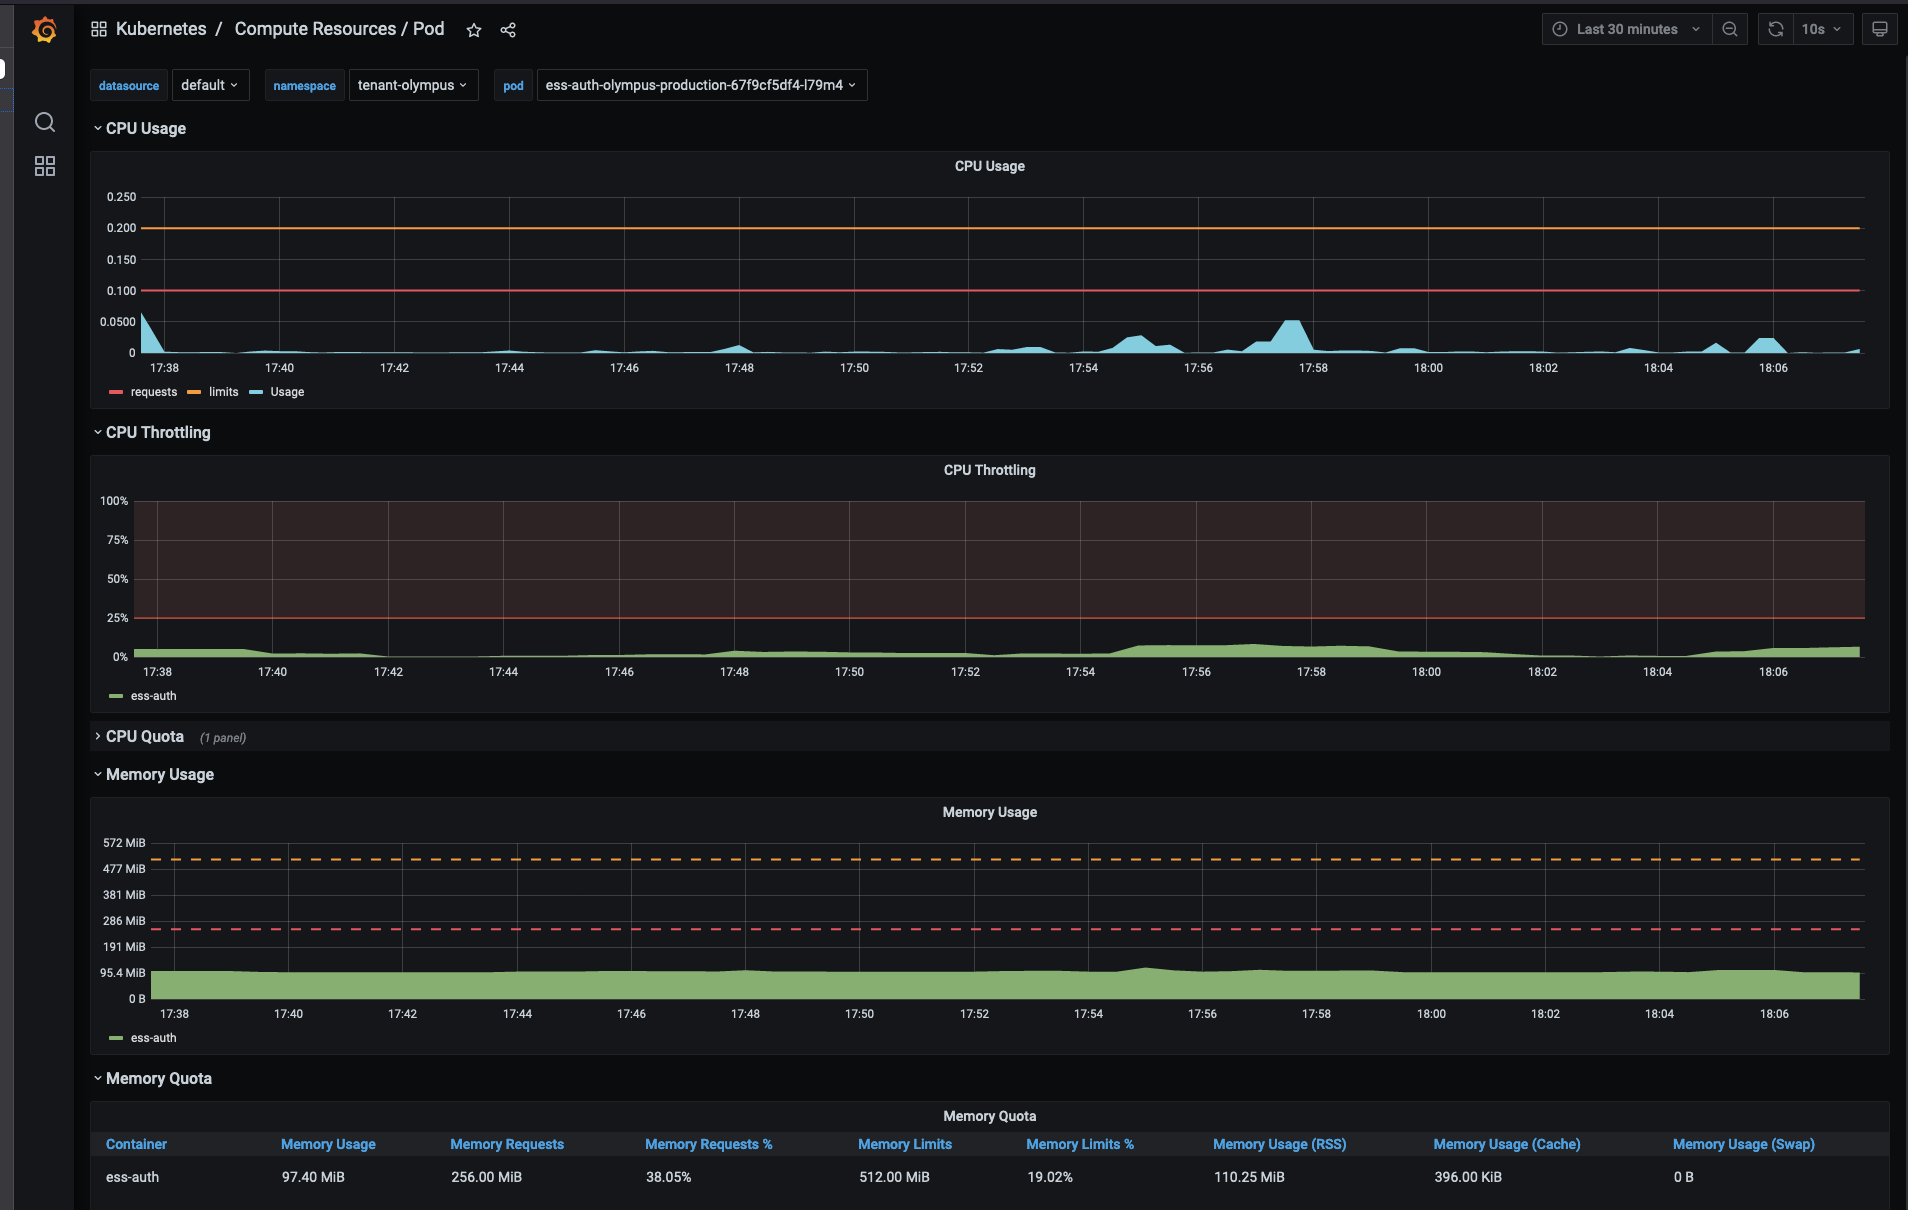 Kubernetes / Compute Resources / Pod
Last 30 minutes 10s
datasource default namespace tenant-olympus pod ess-auth-olympus-production-67f9cf5df4-l79m4
CPU Usage
CPU Usage
0.250
0.200
0.150
0.100
0.0500
0
17:38 17:40 17:42 17:44 17:46 17:48 17:50 17:52 17:54 17:56 17:58 18:00 18:02 18:04 18:06
requests limits Usage
CPU Throttling
CPU Throttling
100%
75%
50%
25%
0%
17:38 17:40 17:42 17:44 17:46 17:48 17:50 17:52 17:54 17:56 17:58 18:00 18:02 18:04 18:06
ess-auth
CPU Quota (1 panel)
Memory Usage
Memory Usage
572 MiB
477 MiB
381 MiB
286 MiB
191 MiB
95.4 MiB
0 B
17:38 17:40 17:42 17:44 17:46 17:48 17:50 17:52 17:54 17:56 17:58 18:00 18:02 18:04 18:06
ess-auth
Memory Quota
Memory Quota
Container Memory Usage Memory Requests Memory Requests % Memory Limits Memory Limits % Memory Usage (RSS) Memory Usage (Cache) Memory Usage (Swap)
ess-auth 97.40 MiB 256.00 MiB 38.05% 512.00 MiB 19.02% 110.25 MiB 396.00 KiB 0 B